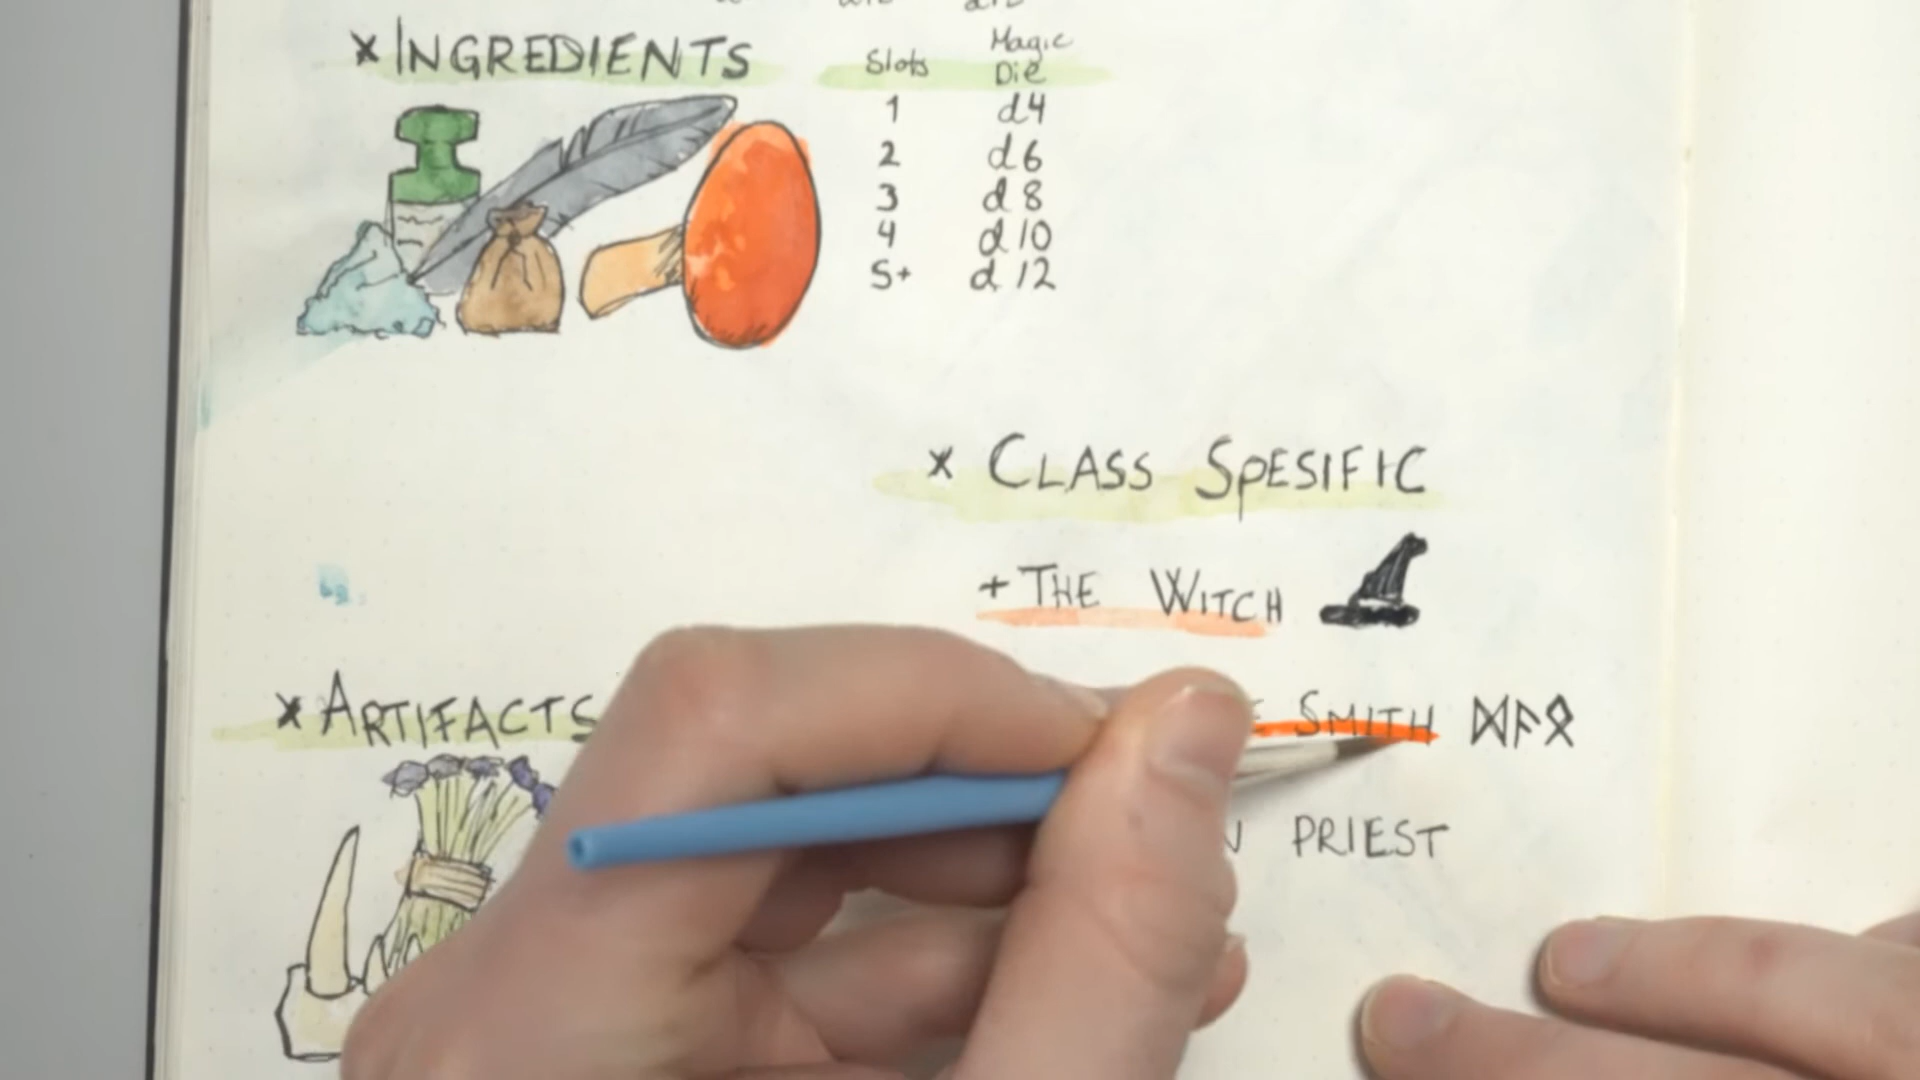 x INGREDIENTS
Slots Magic Die
1 d4
2 d6
3 d8
4 d10
5+ d12
x CLASS SPESIFIC
+ THE WITCH
x ARTIFACTS
SMITH ᛞᚫᛟ
PRIEST